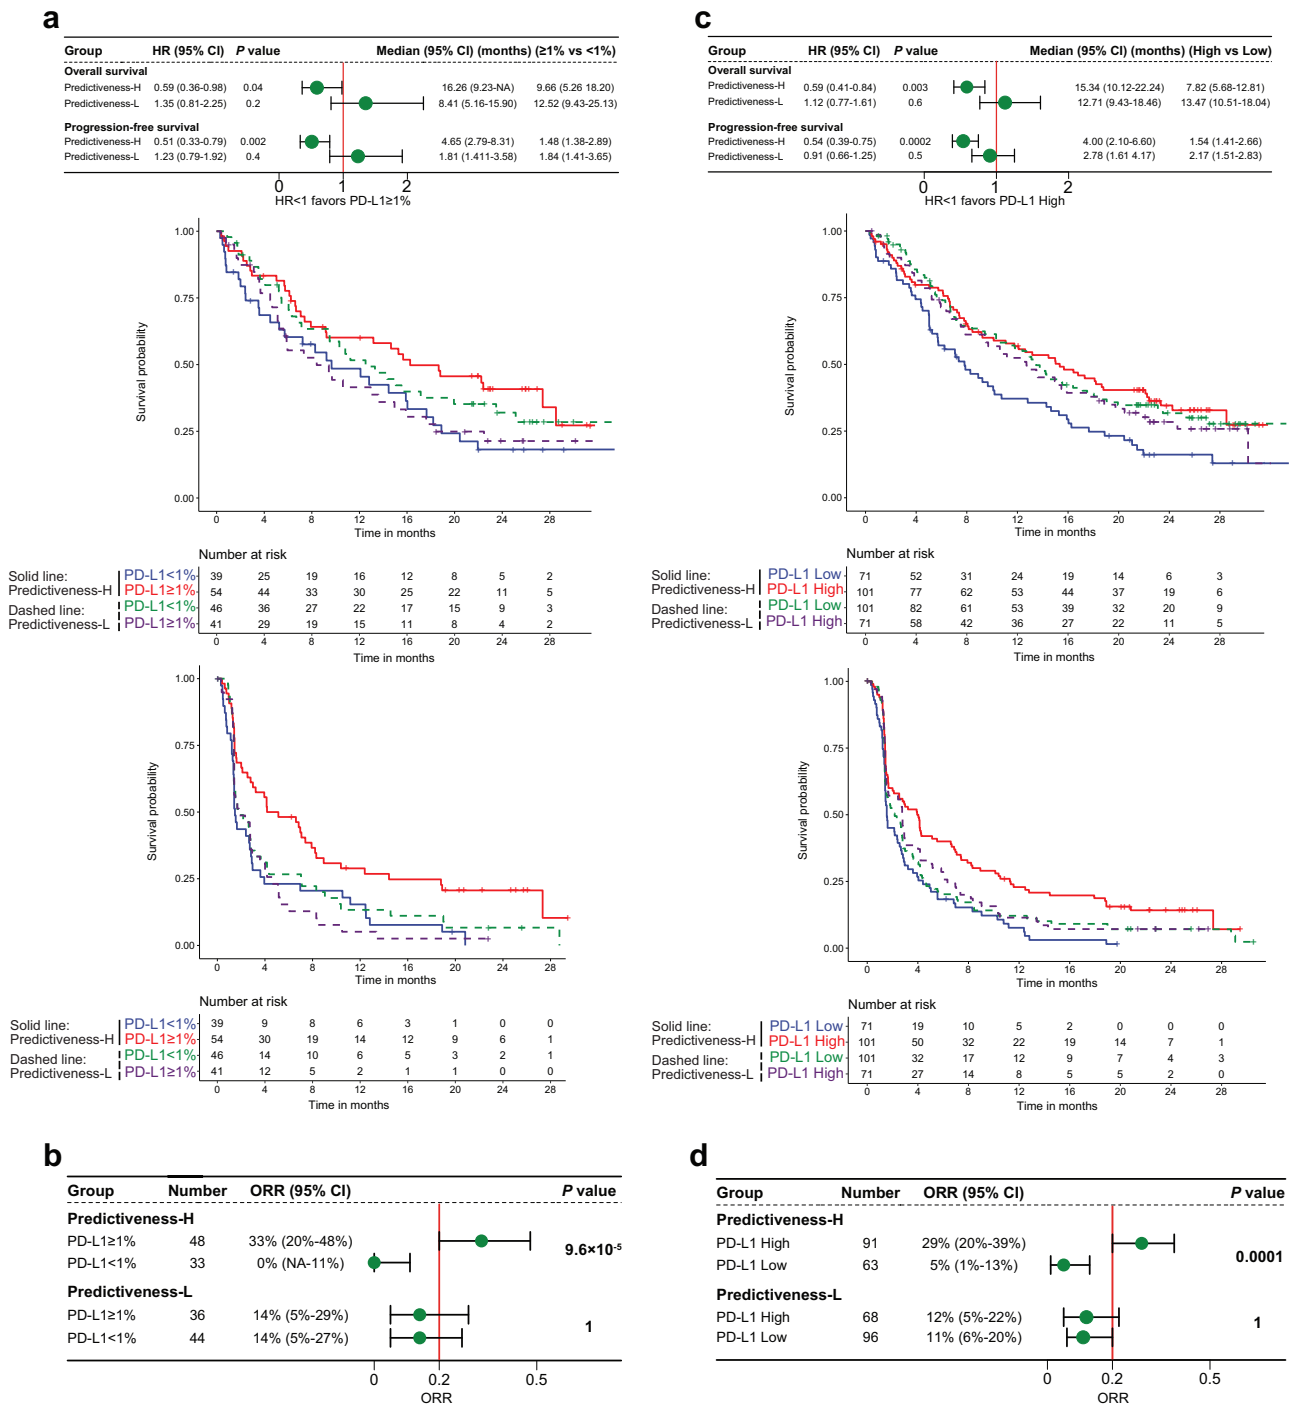 a
Group HR (95% CI) P value Median (95% CI) (months) (≥1% vs <1%)
Overall survival
Predictiveness-H 0.59 (0.36-0.98) 0.04 16.26 (9.23-NA) 9.66 (5.26 18.20)
Predictiveness-L 1.35 (0.81-2.25) 0.2 8.41 (5.16-15.90) 12.52 (9.43-25.13)
Progression-free survival
Predictiveness-H 0.51 (0.33-0.79) 0.002 4.65 (2.79-8.31) 1.48 (1.38-2.89)
Predictiveness-L 1.23 (0.79-1.92) 0.4 1.81 (1.411-3.58) 1.84 (1.41-3.65)
0 1 2
HR<1 favors PD-L1≥1%
Survival probability
1.00
0.75
0.50
0.25
0.00
0 4 8 12 16 20 24 28
Time in months
Number at risk
Solid line: PD-L1<1% 39 25 19 16 12 8 5 2
Predictiveness-H PD-L1≥1% 54 44 33 30 25 22 11 5
Dashed line: PD-L1<1% 46 36 27 22 17 15 9 3
Predictiveness-L PD-L1≥1% 41 29 19 15 11 8 4 2
0 4 8 12 16 20 24 28
Time in months
Survival probability
1.00
0.75
0.50
0.25
0.00
0 4 8 12 16 20 24 28
Time in months
Number at risk
Solid line: PD-L1<1% 39 9 8 6 3 1 0 0
Predictiveness-H PD-L1≥1% 54 30 19 14 12 9 6 1
Dashed line: PD-L1<1% 46 14 10 6 5 3 2 1
Predictiveness-L PD-L1≥1% 41 12 5 2 1 1 0 0
0 4 8 12 16 20 24 28
Time in months
b
Group Number ORR (95% CI) P value
Predictiveness-H
PD-L1≥1% 48 33% (20%-48%)
9.6×10⁻⁵
PD-L1<1% 33 0% (NA-11%)
Predictiveness-L
PD-L1≥1% 36 14% (5%-29%)
1
PD-L1<1% 44 14% (5%-27%)
0 0.2 0.5
ORR
c
Group HR (95% CI) P value Median (95% CI) (months) (High vs Low)
Overall survival
Predictiveness-H 0.59 (0.41-0.84) 0.003 15.34 (10.12-22.24) 7.82 (5.68-12.81)
Predictiveness-L 1.12 (0.77-1.61) 0.6 12.71 (9.43-18.46) 13.47 (10.51-18.04)
Progression-free survival
Predictiveness-H 0.54 (0.39-0.75) 0.0002 4.00 (2.10-6.60) 1.54 (1.41-2.66)
Predictiveness-L 0.91 (0.66-1.25) 0.5 2.78 (1.61 4.17) 2.17 (1.51-2.83)
0 1 2
HR<1 favors PD-L1 High
Survival probability
1.00
0.75
0.50
0.25
0.00
0 4 8 12 16 20 24 28
Time in months
Number at risk
Solid line: PD-L1 Low 71 52 31 24 19 14 6 3
Predictiveness-H PD-L1 High 101 77 62 53 44 37 19 6
Dashed line: PD-L1 Low 101 82 61 53 39 32 20 9
Predictiveness-L PD-L1 High 71 58 42 36 27 22 11 5
0 4 8 12 16 20 24 28
Time in months
Survival probability
1.00
0.75
0.50
0.25
0.00
0 4 8 12 16 20 24 28
Time in months
Number at risk
Solid line: PD-L1 Low 71 19 10 5 2 0 0 0
Predictiveness-H PD-L1 High 101 50 32 22 19 14 7 1
Dashed line: PD-L1 Low 101 32 17 12 9 7 4 3
Predictiveness-L PD-L1 High 71 27 14 8 5 5 2 0
0 4 8 12 16 20 24 28
Time in months
d
Group Number ORR (95% CI) P value
Predictiveness-H
PD-L1 High 91 29% (20%-39%)
0.0001
PD-L1 Low 63 5% (1%-13%)
Predictiveness-L
PD-L1 High 68 12% (5%-22%)
1
PD-L1 Low 96 11% (6%-20%)
0 0.2 0.5
ORR